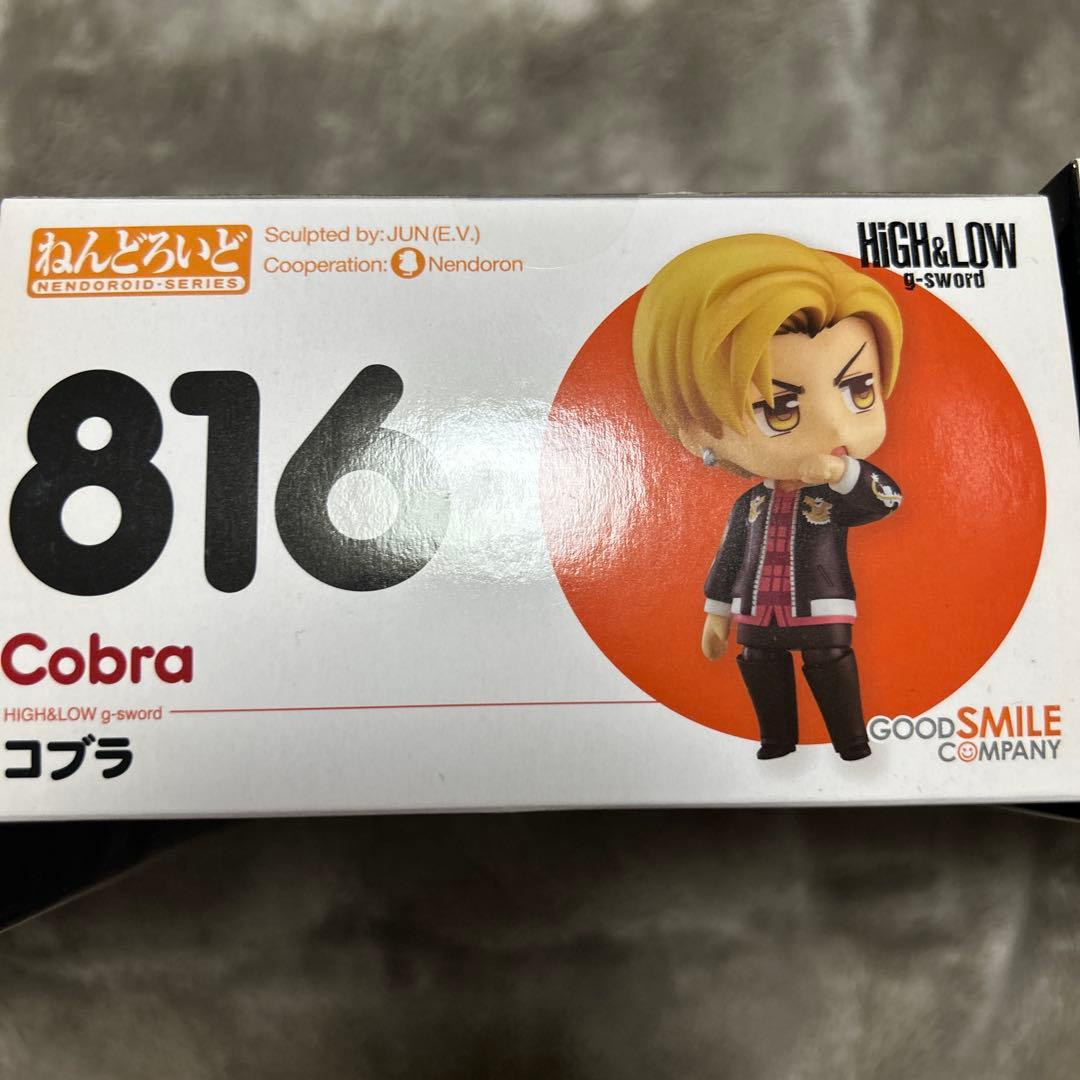 ねんどろいど
NENDOROID·SERIES
Sculpted by: JUN (E.V.)
Cooperation: Nendoron
HiGH&LOW
g-sword
816
Cobra
HIGH&LOW g-sword
コブラ
GOOD SMILE
COMPANY